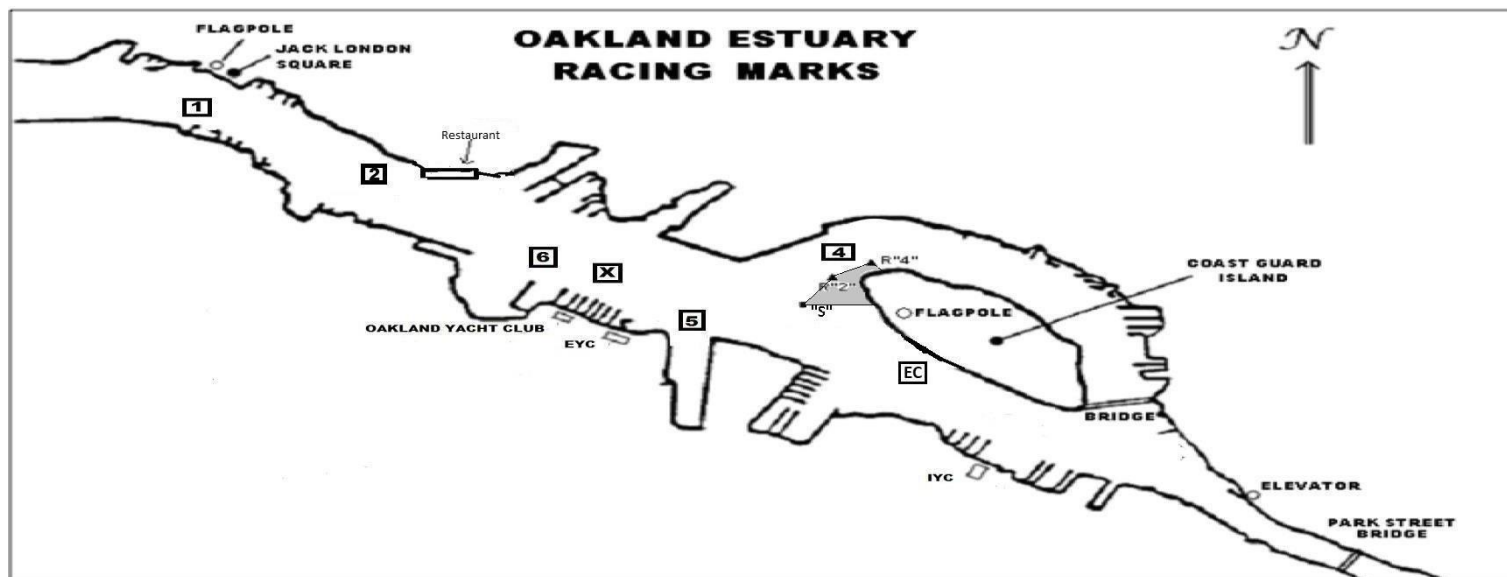 OAKLAND ESTUARY
RACING MARKS
N
FLAGPOLE
JACK LONDON
SQUARE
1
Restaurant
2
6
X
4
R"4"
R"2"
"S"
COAST GUARD
ISLAND
FLAGPOLE
5
OAKLAND YACHT CLUB
EYC
EC
BRIDGE
IYC
ELEVATOR
PARK STREET
BRIDGE